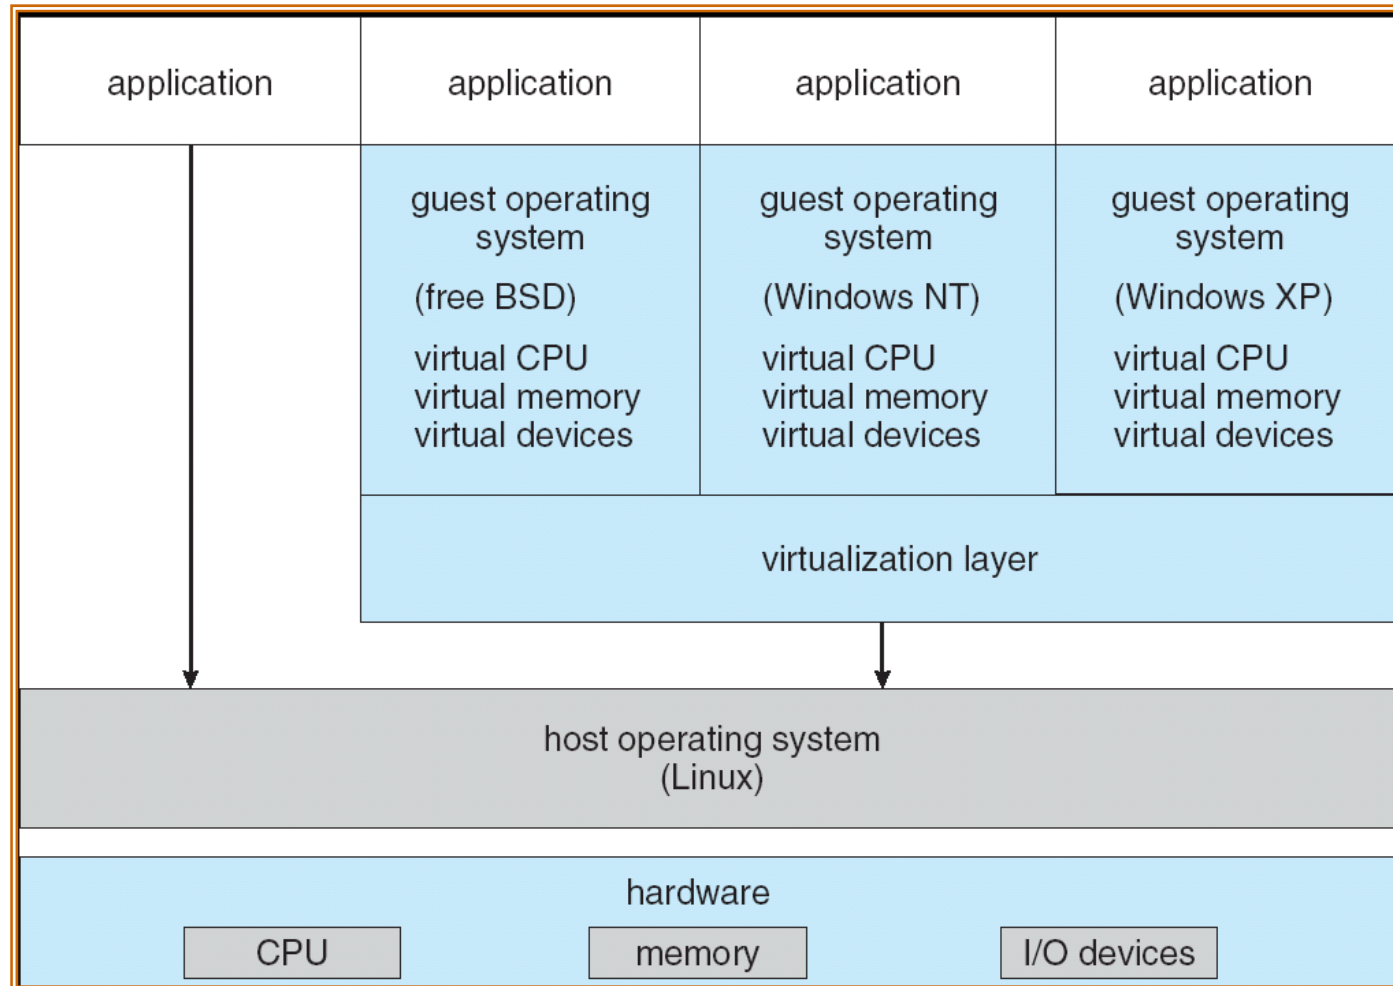 application
application
application
application
guest operating
system
(free BSD)
virtual CPU
virtual memory
virtual devices
guest operating
system
(Windows NT)
virtual CPU
virtual memory
virtual devices
guest operating
system
(Windows XP)
virtual CPU
virtual memory
virtual devices
virtualization layer
host operating system
(Linux)
hardware
CPU
memory
I/O devices